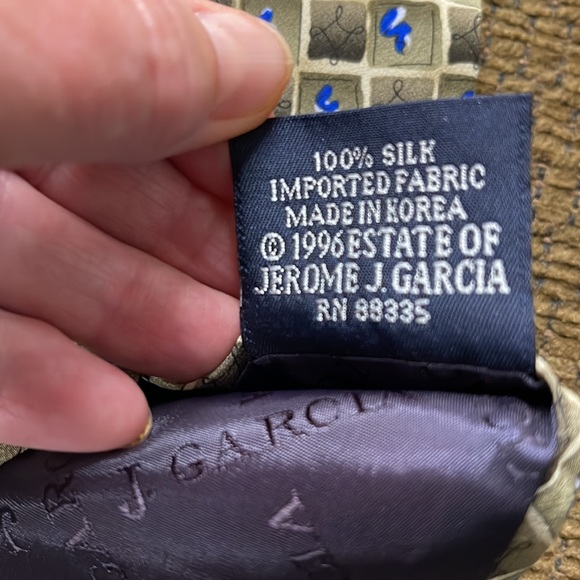 100% SILK
IMPORTED FABRIC
MADE IN KOREA
© 1996 ESTATE OF
JEROME J. GARCIA
RN 88335
J. GARCIA